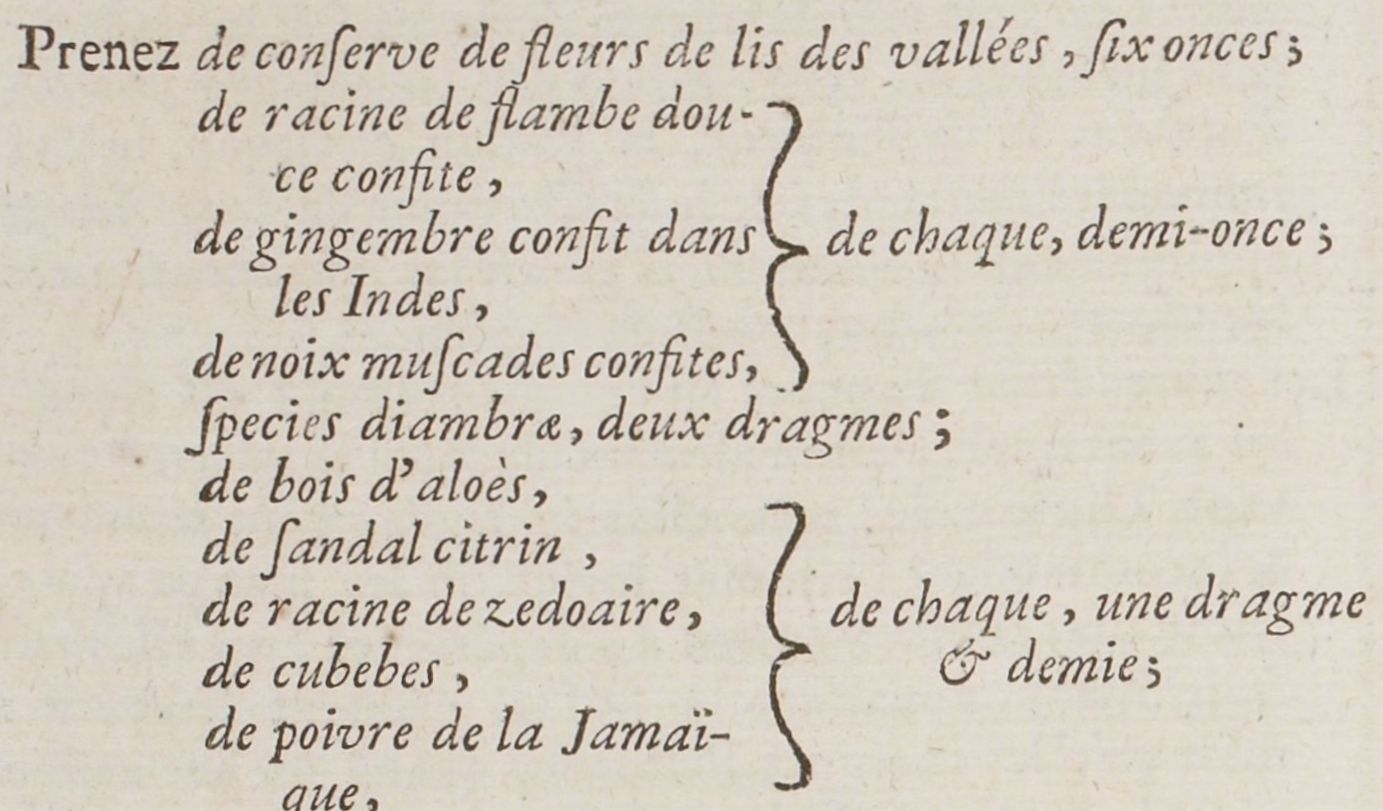 Prenez de conſerve de fleurs de lis des vallées, ſix onces;
de racine de flambe dou-
ce confite,
de gingembre confit dans
les Indes,
de noix muſcades confites,
de chaque, demi-once;
ſpecies diambræ, deux dragmes;
de bois d'aloès,
de ſandal citrin,
de racine de zedoaire,
de cubebes,
de poivre de la Jamaï-
que,
de chaque, une dragme
& demie;